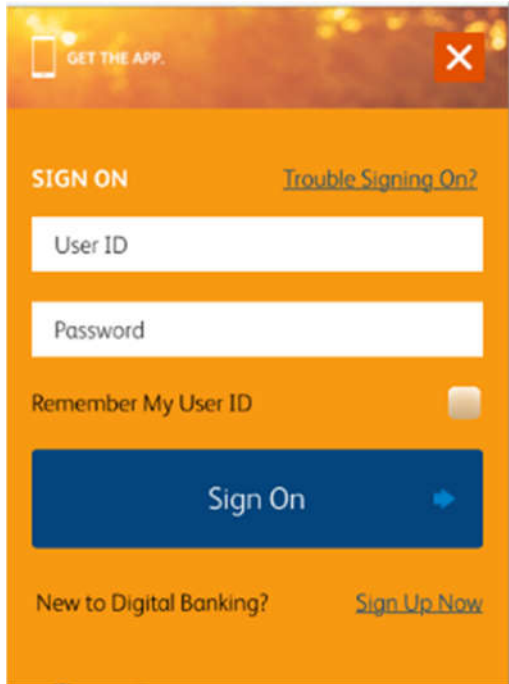 GET THE APP.
SIGN ON Trouble Signing On?
User ID
Password
Remember My User ID
Sign On
New to Digital Banking? Sign Up Now